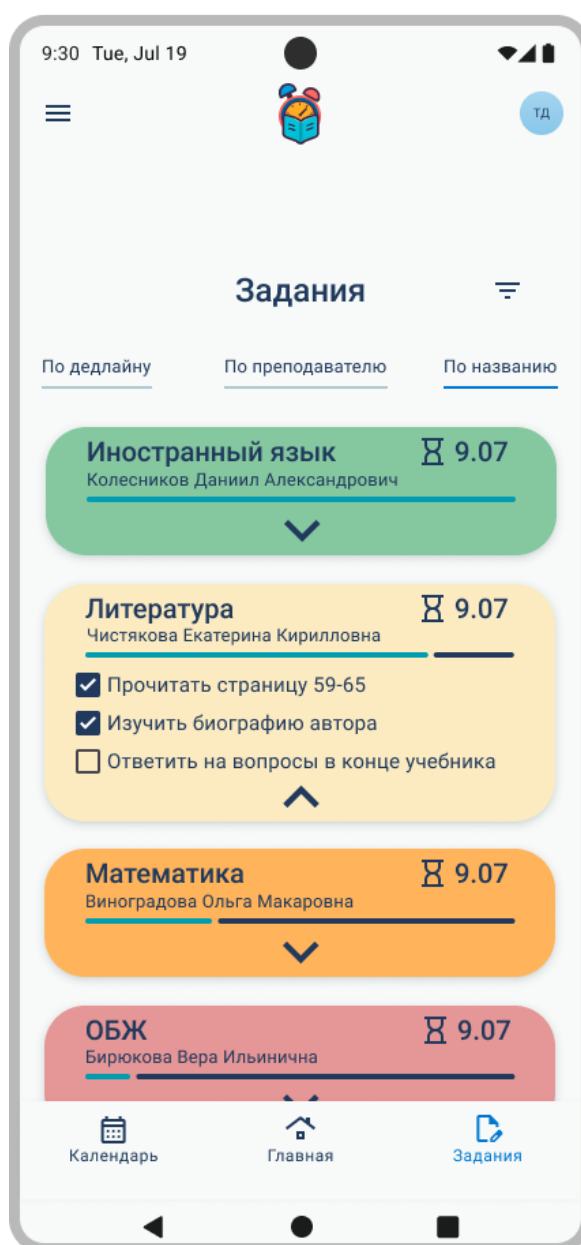 9:30 Tue, Jul 19
ТД
Задания
По дедлайну По преподавателю По названию
Иностранный язык 9.07
Колесников Даниил Александрович
Литература 9.07
Чистякова Екатерина Кирилловна
Прочитать страницу 59-65
Изучить биографию автора
Ответить на вопросы в конце учебника
Математика 9.07
Виноградова Ольга Макаровна
ОБЖ 9.07
Бирюкова Вера Ильинична
Календарь Главная Задания